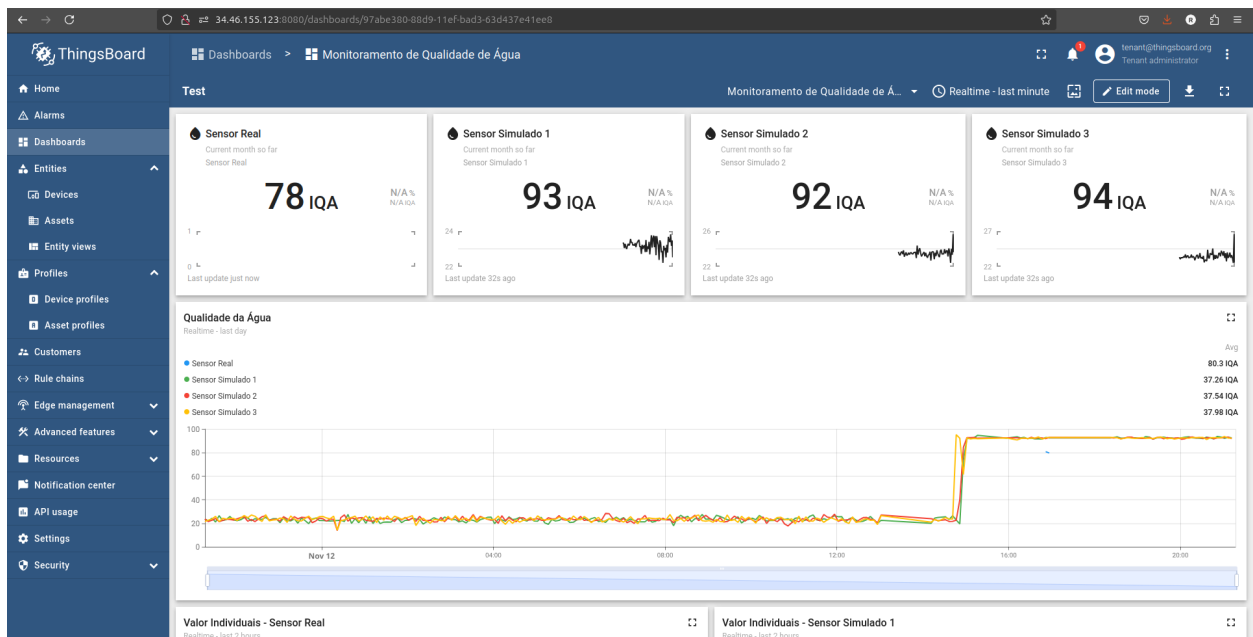 34.46.155.123:8080/dashboards/97abe380-88d9-11ef-bad3-63d437e41ee8
ThingsBoard
Dashboards > Monitoramento de Qualidade de Água
1
tenant@thingsboard.org
Tenant administrator
Home
Alarms
Dashboards
Entities
Devices
Assets
Entity views
Profiles
Device profiles
Asset profiles
Customers
Rule chains
Edge management
Advanced features
Resources
Notification center
API usage
Settings
Security
Test
Monitoramento de Qualidade de Á...
Realtime - last minute
Edit mode
Sensor Real
Current month so far
Sensor Real
78 IQA
N/A %
N/A IQA
1
0
Last update just now
Sensor Simulado 1
Current month so far
Sensor Simulado 1
93 IQA
N/A %
N/A IQA
24
22
Last update 32s ago
Sensor Simulado 2
Current month so far
Sensor Simulado 2
92 IQA
N/A %
N/A IQA
26
22
Last update 32s ago
Sensor Simulado 3
Current month so far
Sensor Simulado 3
94 IQA
N/A %
N/A IQA
27
22
Last update 32s ago
Qualidade da Água
Realtime - last day
Avg
Sensor Real 80.3 IQA
Sensor Simulado 1 37.26 IQA
Sensor Simulado 2 37.54 IQA
Sensor Simulado 3 37.98 IQA
100
80
60
40
20
0
Nov 12 04:00 08:00 12:00 16:00 20:00
Valor Individuais - Sensor Real
Realtime - last 2 hours
Valor Individuais - Sensor Simulado 1
Realtime - last 2 hours